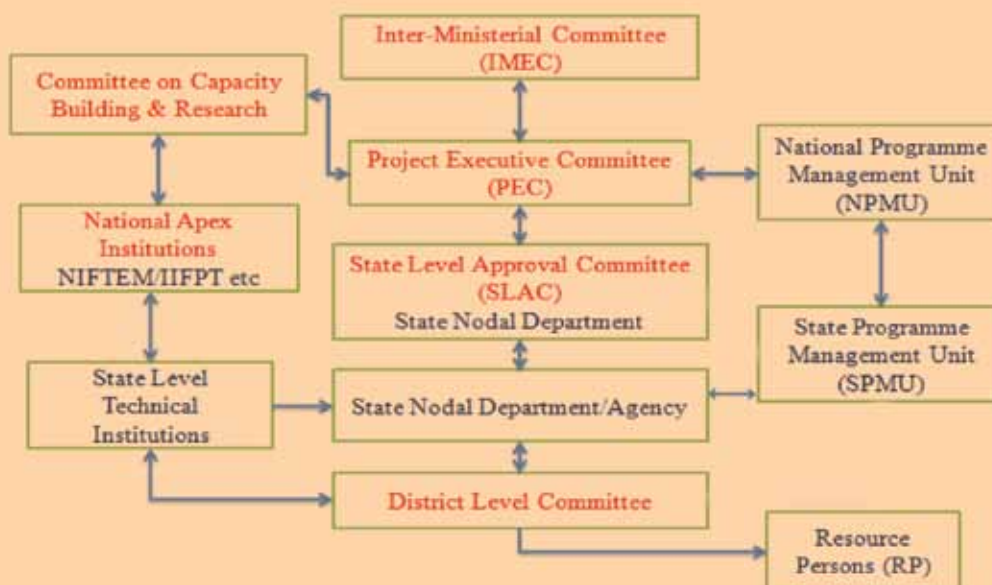 Inter-Ministerial Committee
(IMEC)
Committee on Capacity
Building & Research
Project Executive Committee
(PEC)
National Programme
Management Unit
(NPMU)
National Apex
Institutions
NIFTEM/IIFPT etc
State Level Approval Committee
(SLAC)
State Nodal Department
State Programme
Management Unit
(SPMU)
State Level
Technical
Institutions
State Nodal Department/Agency
District Level Committee
Resource
Persons (RP)